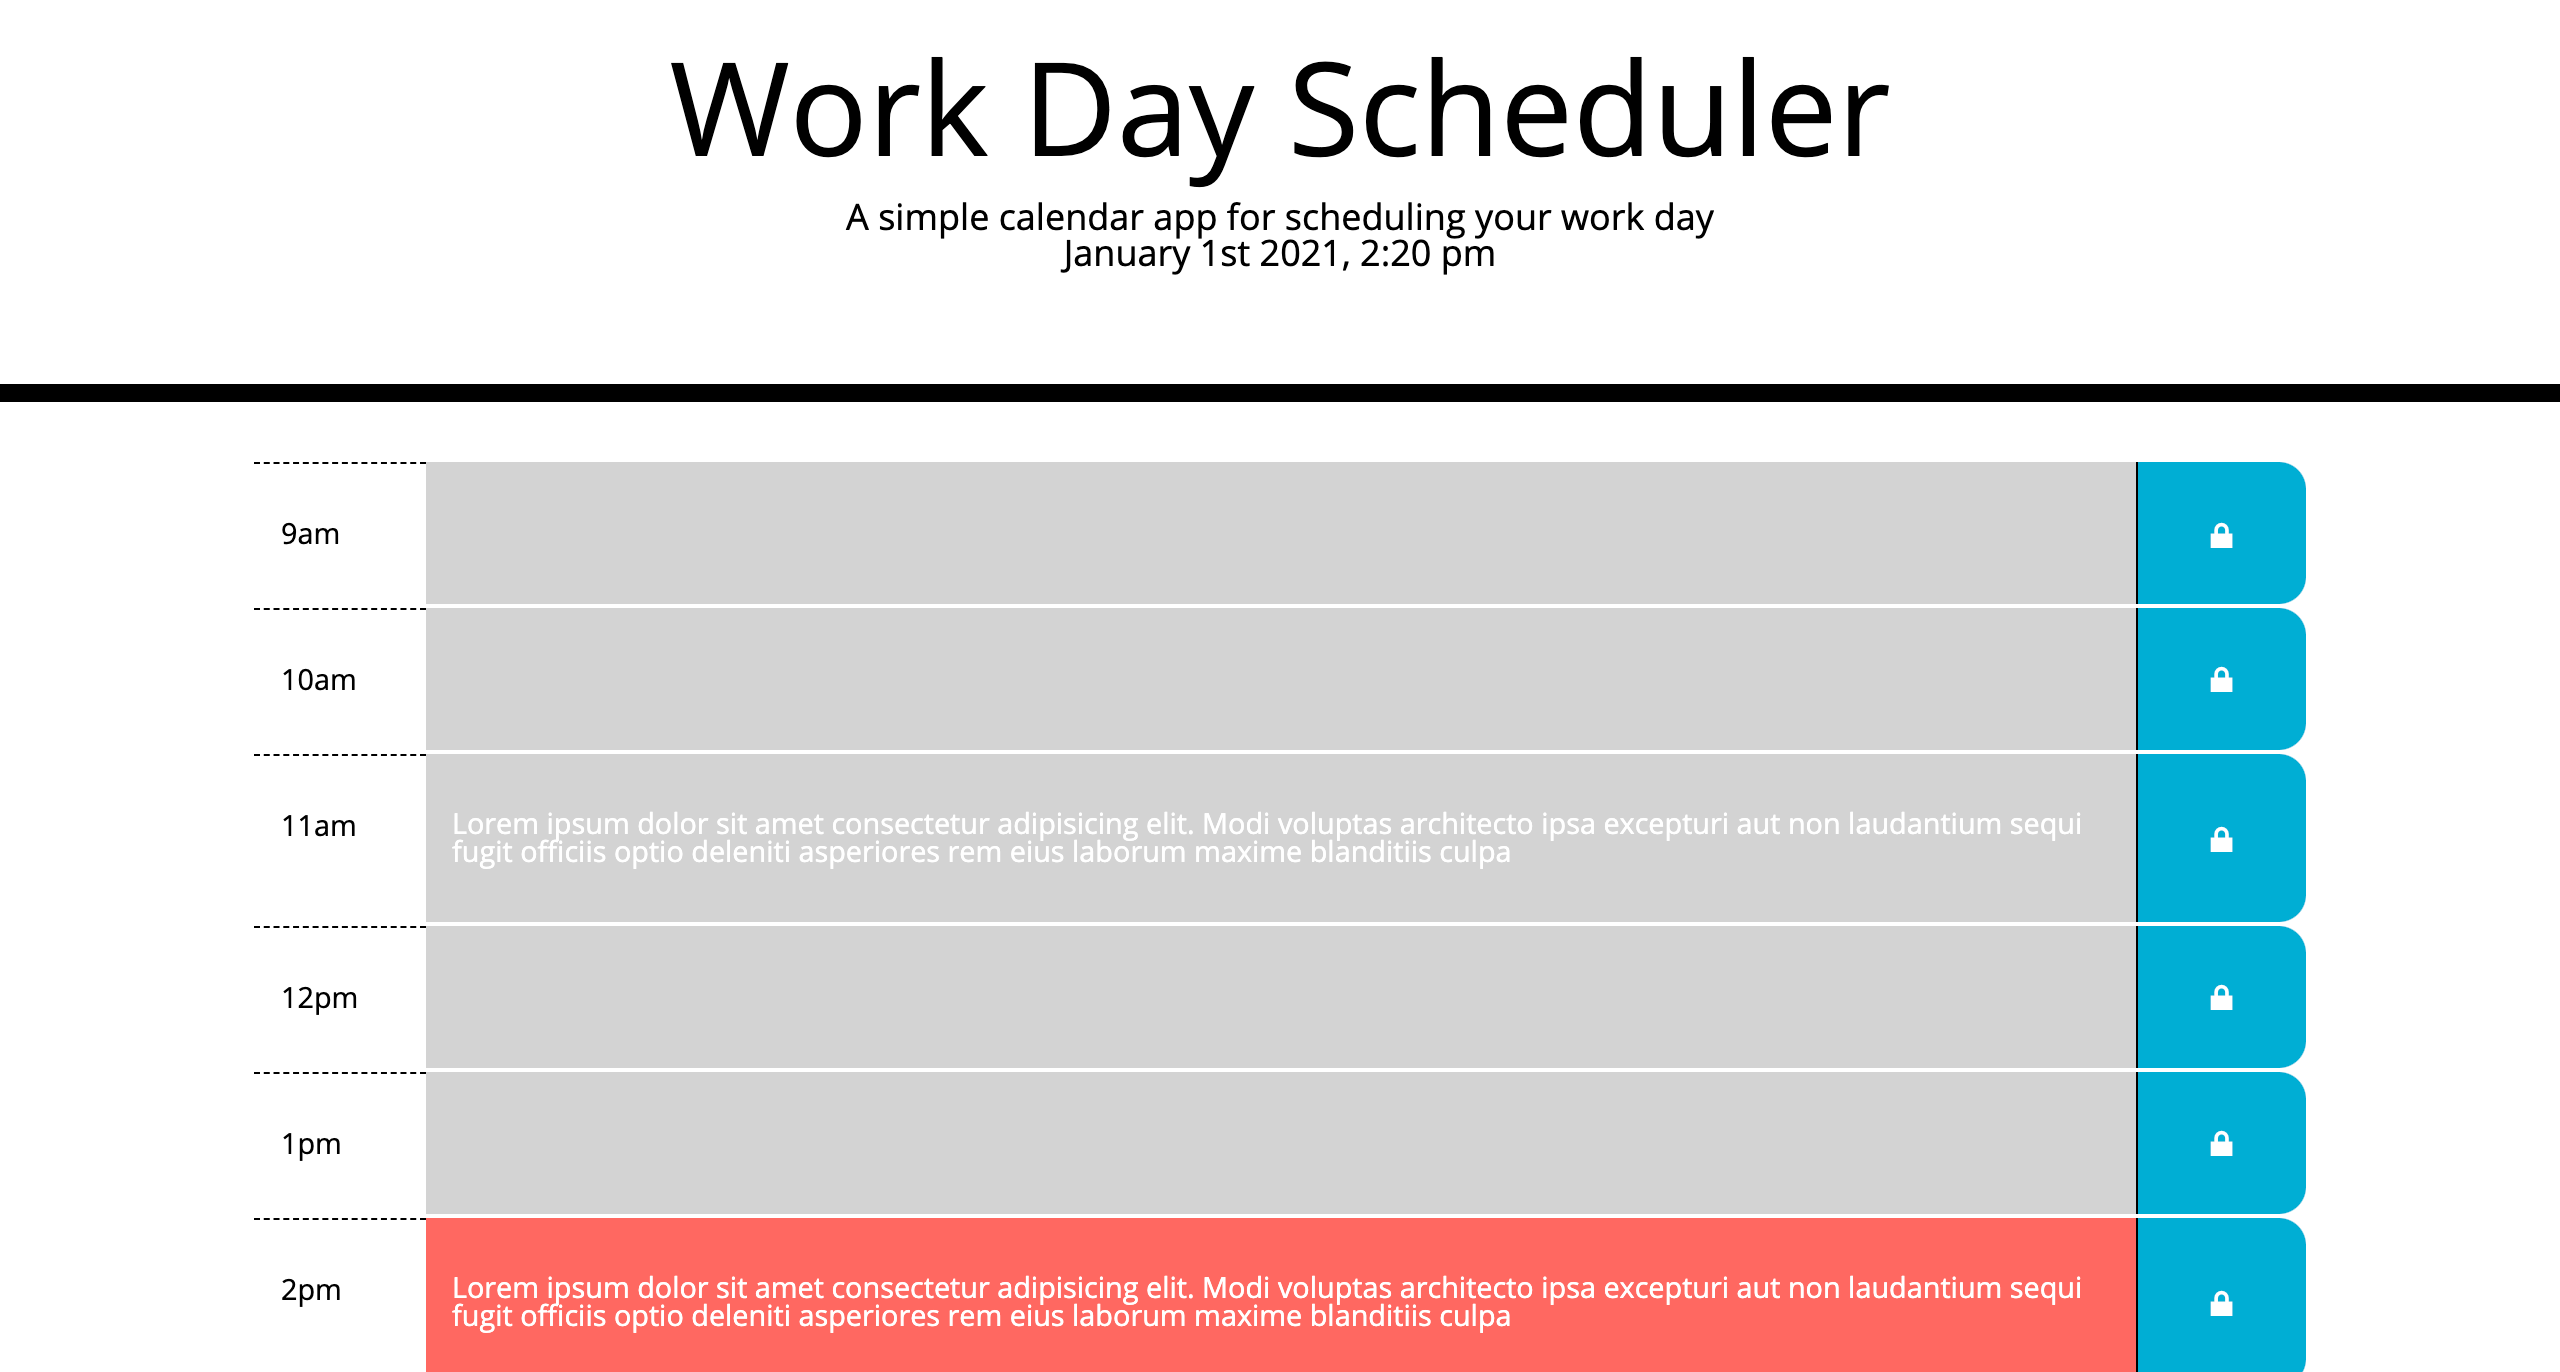 Work Day Scheduler
A simple calendar app for scheduling your work day
January 1st 2021, 2:20 pm
9am
10am
11am
Lorem ipsum dolor sit amet consectetur adipisicing elit. Modi voluptas architecto ipsa excepturi aut non laudantium sequi
fugit officiis optio deleniti asperiores rem eius laborum maxime blanditiis culpa
12pm
1pm
2pm
Lorem ipsum dolor sit amet consectetur adipisicing elit. Modi voluptas architecto ipsa excepturi aut non laudantium sequi
fugit officiis optio deleniti asperiores rem eius laborum maxime blanditiis culpa